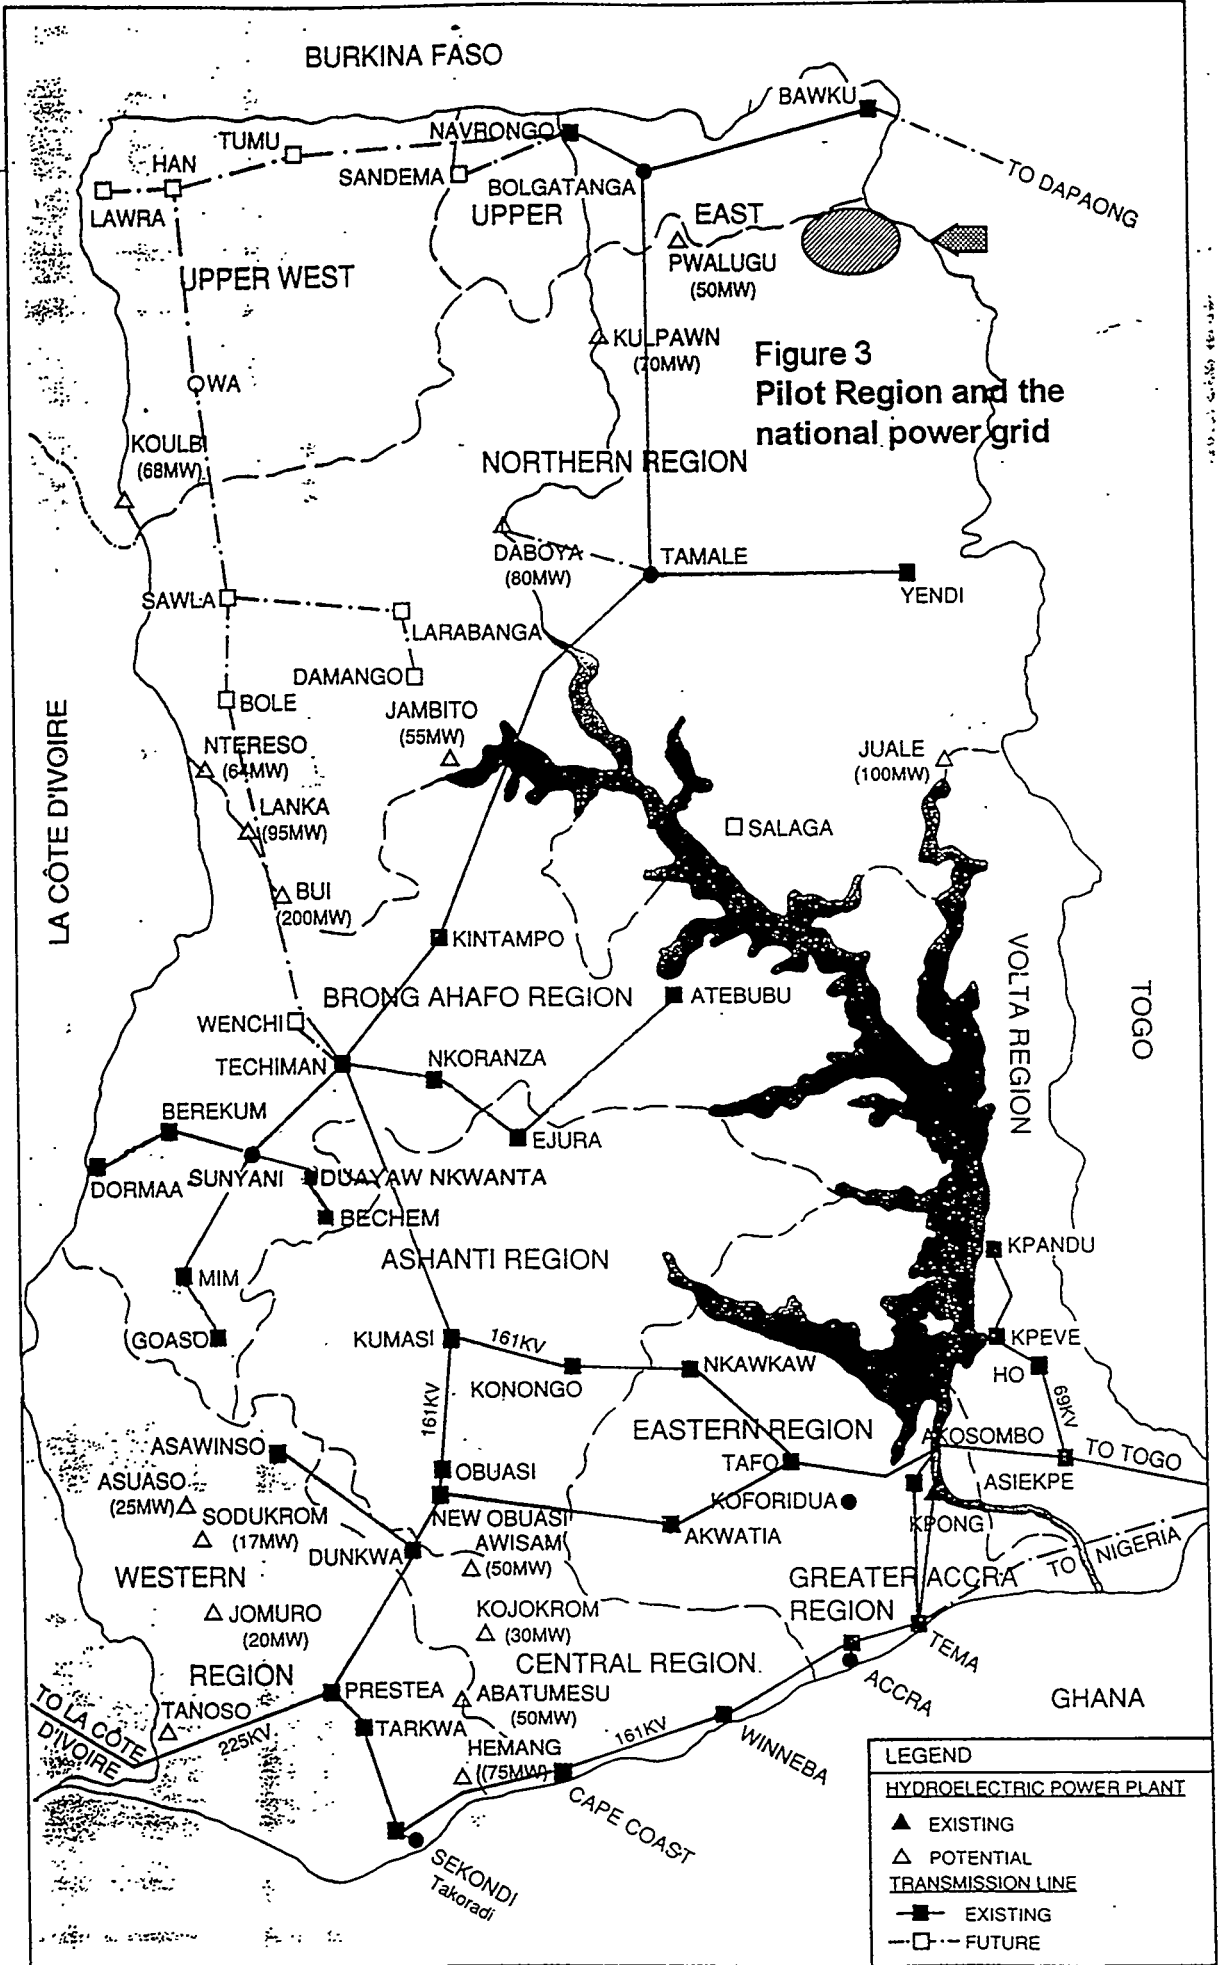 BURKINA FASO
BAWKU
NAVRONGO
TUMU
HAN
SANDEMA
BOLGATANGA
TO DAPAONG
LAWRA
UPPER
EAST
PWALUGU
(50MW)
UPPER WEST
KULPAWN
(70MW)
Figure 3
Pilot Region and the
national power grid
WA
KOULBI
(68MW)
NORTHERN REGION
DABOYA
(80MW)
TAMALE
YENDI
SAWLA
LARABANGA
DAMANGO
BOLE
JAMBITO
(55MW)
NTERESO
(64MW)
JUALE
(100MW)
LANKA
(95MW)
SALAGA
LA CÔTE D'IVOIRE
BUI
(200MW)
KINTAMPO
VOLTA REGION
TOGO
BRONG AHAFO REGION
ATEBUBU
WENCHI
TECHIMAN
NKORANZA
BEREKUM
EJURA
DORMAA
SUNYANI
DUAYAW NKWANTA
BECHEM
ASHANTI REGION
KPANDU
MIM
GOASO
KUMASI
161KV
KONONGO
NKAWKAW
KPEVE
HO
69KV
161KV
EASTERN REGION
AKOSOMBO
TO TOGO
ASAWINSO
OBUASI
TAFO
ASIEKPE
ASUASO
(25MW)
KOFORIDUA
SODUKROM
(17MW)
NEW OBUASI
AKWATIA
KPONG
DUNKWA
AWISAM
(50MW)
TO NIGERIA
WESTERN
GREATER ACCRA
REGION
JOMURO
(20MW)
KOJOKROM
(30MW)
TEMA
REGION
CENTRAL REGION.
ACCRA
PRESTEA
ABATUMESU
(50MW)
GHANA
TO LA CÔTE
D'IVOIRE
TANOSO
225KV
TARKWA
161KV
WINNEBA
HEMANG
(75MW)
CAPE COAST
SEKONDI
Takoradi
LEGEND
HYDROELECTRIC POWER PLANT
EXISTING
POTENTIAL
TRANSMISSION LINE
EXISTING
FUTURE